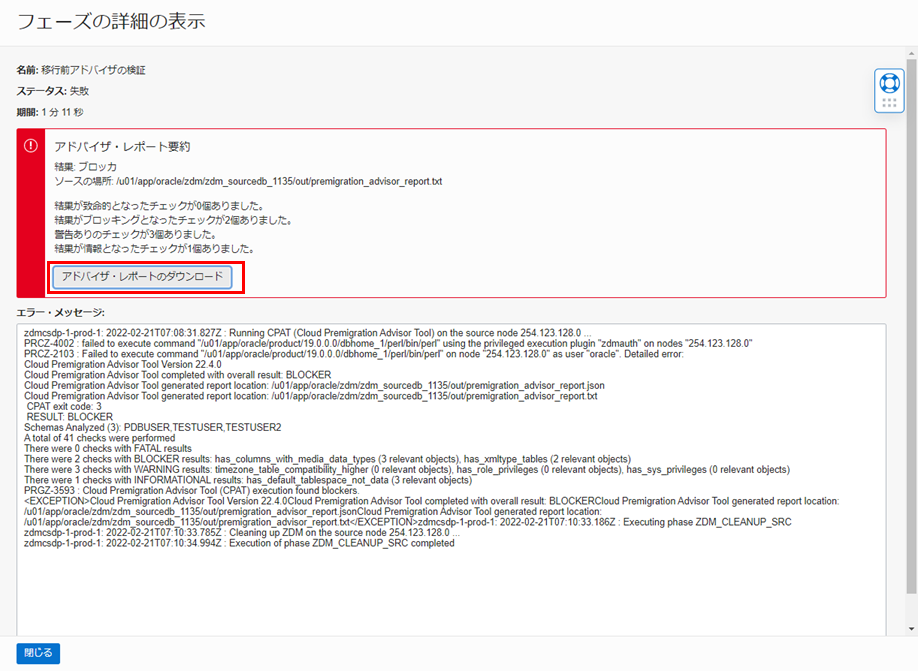 フェーズの詳細の表示
名前: 移行前アドバイザの検証
ステータス: 失敗
期間: 1 分 11 秒
アドバイザ・レポート要約
結果: ブロッカ
ソースの場所: /u01/app/oracle/zdm/zdm_sourcedb_1135/out/premigration_advisor_report.txt
結果が致命的となったチェックが0個ありました。
結果がブロッキングとなったチェックが2個ありました。
警告ありのチェックが3個ありました。
結果が情報となったチェックが1個ありました。
アドバイザ・レポートのダウンロード
エラー・メッセージ:
zdmcsdp-1-prod-1: 2022-02-21T07:08:31.827Z : Running CPAT (Cloud Premigration Advisor Tool) on the source node 254.123.128.0 ...
PRCZ-4002 : failed to execute command "/u01/app/oracle/product/19.0.0.0/dbhome_1/perl/bin/perl" using the privileged execution plugin "zdmauth" on nodes "254.123.128.0"
PRCZ-2103 : Failed to execute command "/u01/app/oracle/product/19.0.0.0/dbhome_1/perl/bin/perl" on node "254.123.128.0" as user "oracle". Detailed error:
Cloud Premigration Advisor Tool Version 22.4.0
Cloud Premigration Advisor Tool completed with overall result: BLOCKER
Cloud Premigration Advisor Tool generated report location: /u01/app/oracle/zdm/zdm_sourcedb_1135/out/premigration_advisor_report.json
Cloud Premigration Advisor Tool generated report location: /u01/app/oracle/zdm/zdm_sourcedb_1135/out/premigration_advisor_report.txt
CPAT exit code: 3
RESULT: BLOCKER
Schemas Analyzed (3): PDBUSER,TESTUSER,TESTUSER2
A total of 41 checks were performed
There were 0 checks with FATAL results
There were 2 checks with BLOCKER results: has_columns_with_media_data_types (3 relevant objects), has_xmltype_tables (2 relevant objects)
There were 3 checks with WARNING results: timezone_table_compatibility_higher (0 relevant objects), has_role_privileges (0 relevant objects), has_sys_privileges (0 relevant objects)
There were 1 checks with INFORMATIONAL results: has_default_tablespace_not_data (3 relevant objects)
PRGZ-3593 : Cloud Premigration Advisor Tool (CPAT) execution found blockers.
<EXCEPTION>Cloud Premigration Advisor Tool Version 22.4.0Cloud Premigration Advisor Tool completed with overall result: BLOCKERCloud Premigration Advisor Tool generated report location:
/u01/app/oracle/zdm/zdm_sourcedb_1135/out/premigration_advisor_report.jsonCloud Premigration Advisor Tool generated report location:
/u01/app/oracle/zdm/zdm_sourcedb_1135/out/premigration_advisor_report.txt</EXCEPTION>zdmcsdp-1-prod-1: 2022-02-21T07:10:33.186Z : Executing phase ZDM_CLEANUP_SRC
zdmcsdp-1-prod-1: 2022-02-21T07:10:33.785Z : Cleaning up ZDM on the source node 254.123.128.0 ...
zdmcsdp-1-prod-1: 2022-02-21T07:10:34.994Z : Execution of phase ZDM_CLEANUP_SRC completed
閉じる